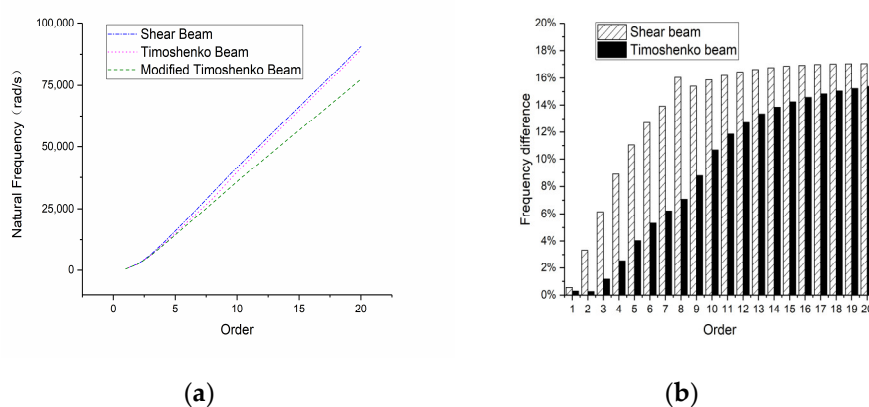 100,000
75,000
50,000
25,000
0
Natural Frequency（rad/s）
0
5
10
15
20
Order
Shear Beam
Timoshenko Beam
Modified Timoshenko Beam
(a)
20%
18%
16%
14%
12%
10%
8%
6%
4%
2%
0%
Frequency difference
Shear beam
Timoshenko beam
1 2 3 4 5 6 7 8 9 10 11 12 13 14 15 16 17 18 19 20
Order
(b)